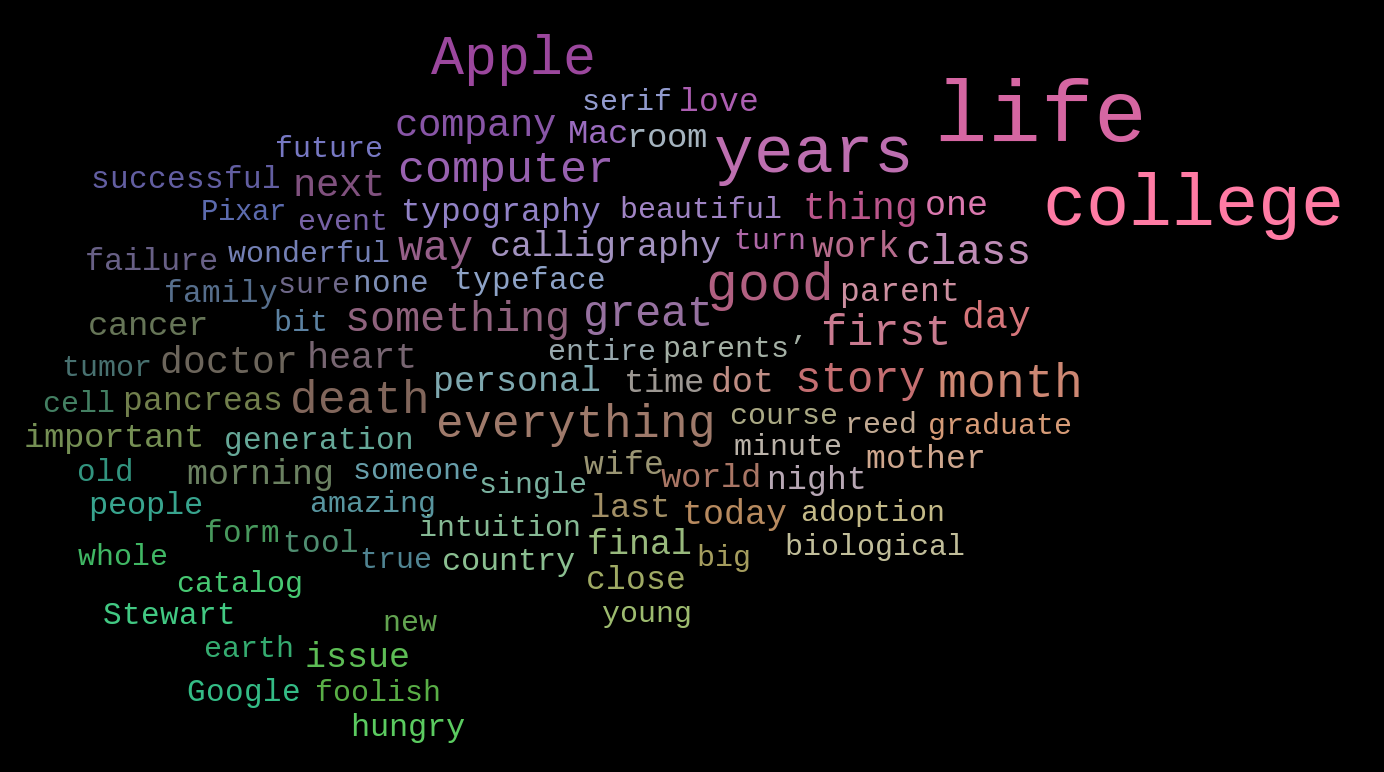 Apple
serif love
life
company Mac room years
future computer
successful next college
Pixar event typography beautiful thing one
failure wonderful way calligraphy turn work class
family sure none typeface good parent
cancer bit something great first day
tumor doctor heart entire parents’
cell pancreas death personal time dot story month
important generation everything course reed graduate
minute
old morning someone single wife world night mother
people amazing last today adoption
form tool intuition final biological
whole true country big
catalog close
Stewart new young
earth issue
Google foolish
hungry